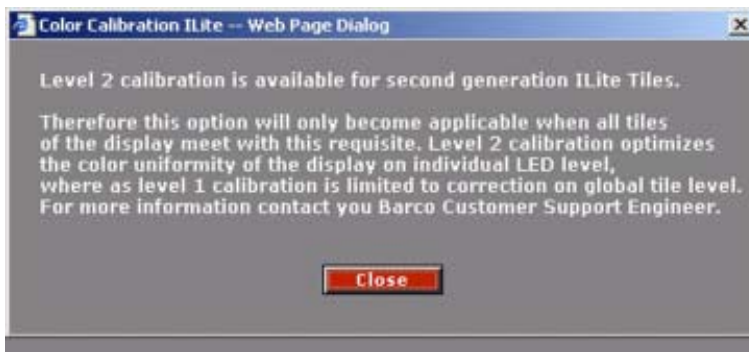 Color Calibration ILite -- Web Page Dialog
Level 2 calibration is available for second generation ILite Tiles.
Therefore this option will only become applicable when all tiles
of the display meet with this requisite. Level 2 calibration optimizes
the color uniformity of the display on individual LED level,
where as level 1 calibration is limited to correction on global tile level.
For more information contact you Barco Customer Support Engineer.
Close